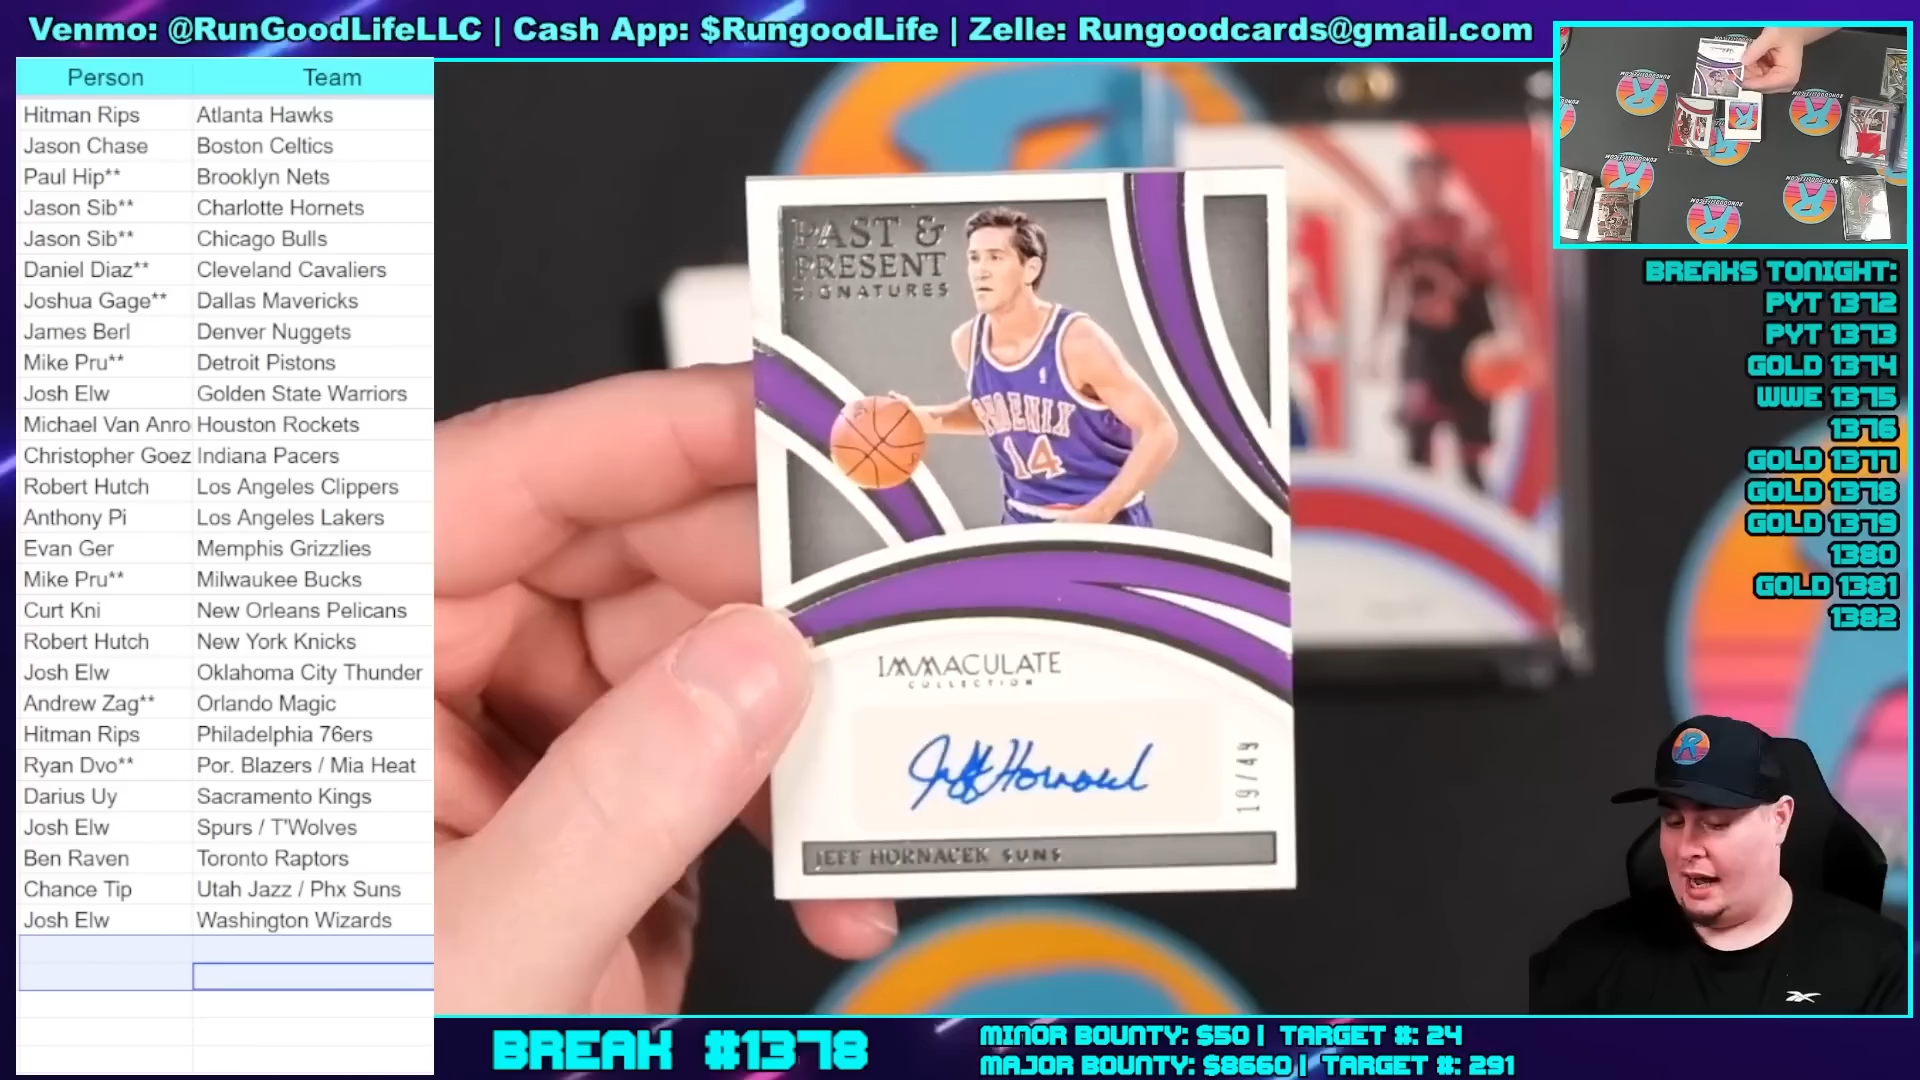 Venmo: @RunGoodLifeLLC | Cash App: $RungoodLife | Zelle: Rungoodcards@gmail.com
Person Team
Hitman Rips Atlanta Hawks
Jason Chase Boston Celtics
Paul Hip** Brooklyn Nets
Jason Sib** Charlotte Hornets
Jason Sib** Chicago Bulls
Daniel Diaz** Cleveland Cavaliers
Joshua Gage** Dallas Mavericks
James Berl Denver Nuggets
Mike Pru** Detroit Pistons
Josh Elw Golden State Warriors
Michael Van Anro Houston Rockets
Christopher Goez Indiana Pacers
Robert Hutch Los Angeles Clippers
Anthony Pi Los Angeles Lakers
Evan Ger Memphis Grizzlies
Mike Pru** Milwaukee Bucks
Curt Kni New Orleans Pelicans
Robert Hutch New York Knicks
Josh Elw Oklahoma City Thunder
Andrew Zag** Orlando Magic
Hitman Rips Philadelphia 76ers
Ryan Dvo** Por. Blazers / Mia Heat
Darius Uy Sacramento Kings
Josh Elw Spurs / T'Wolves
Ben Raven Toronto Raptors
Chance Tip Utah Jazz / Phx Suns
Josh Elw Washington Wizards
PAST &
PRESENT
SIGNATURES
PHOENIX
14
IMMACULATE
COLLECTION
Jeff Hornacek
19/49
JEFF HORNACEK SUNS
BREAKS TONIGHT:
PYT 1372
PYT 1373
GOLD 1374
WWE 1375
1376
GOLD 1377
GOLD 1378
GOLD 1379
1380
GOLD 1381
1382
BREAK #1378
MINOR BOUNTY: $50 | TARGET #: 24
MAJOR BOUNTY: $8660 | TARGET #: 291